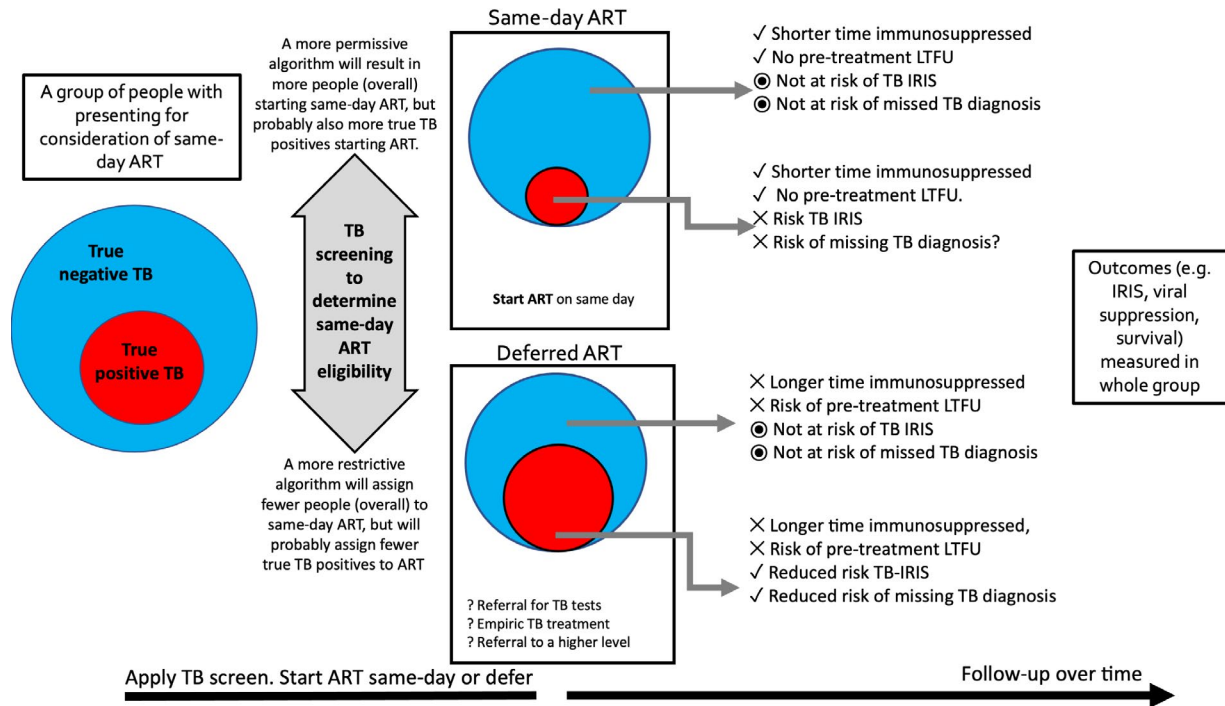 A group of people with
presenting for
consideration of same-
day ART
True
negative TB
True
positive TB
A more permissive
algorithm will result in
more people (overall)
starting same-day ART, but
probably also more true TB
positives starting ART.
TB
screening
to
determine
same-day
ART
eligibility
A more restrictive
algorithm will assign
fewer people (overall) to
same-day ART, but will
probably assign fewer
true TB positives to ART
Same-day ART
Start ART on same day
✓ Shorter time immunosuppressed
✓ No pre-treatment LTFU
◉ Not at risk of TB IRIS
◉ Not at risk of missed TB diagnosis
✓ Shorter time immunosuppressed
✓ No pre-treatment LTFU.
✕ Risk TB IRIS
✕ Risk of missing TB diagnosis?
Deferred ART
? Referral for TB tests
? Empiric TB treatment
? Referral to a higher level
✕ Longer time immunosuppressed
✕ Risk of pre-treatment LTFU
◉ Not at risk of TB IRIS
◉ Not at risk of missed TB diagnosis
✕ Longer time immunosuppressed,
✕ Risk of pre-treatment LTFU
✓ Reduced risk TB-IRIS
✓ Reduced risk of missing TB diagnosis
Outcomes (e.g.
IRIS, viral
suppression,
survival)
measured in
whole group
Apply TB screen. Start ART same-day or defer
Follow-up over time